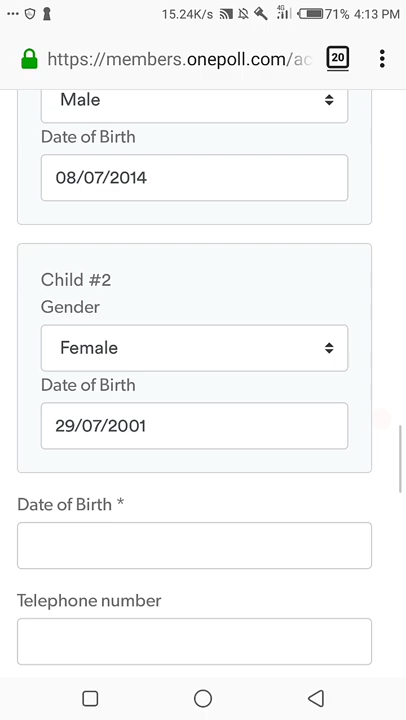 15.24K/s 4G 71% 4:13 PM
https://members.onepoll.com/ac 20
Male
Date of Birth
08/07/2014
Child #2
Gender
Female
Date of Birth
29/07/2001
Date of Birth *
Telephone number